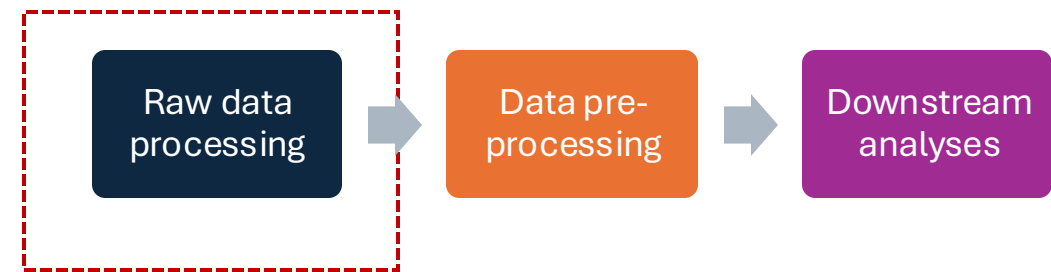 Raw data
processing
Data pre-
processing
Downstream
analyses